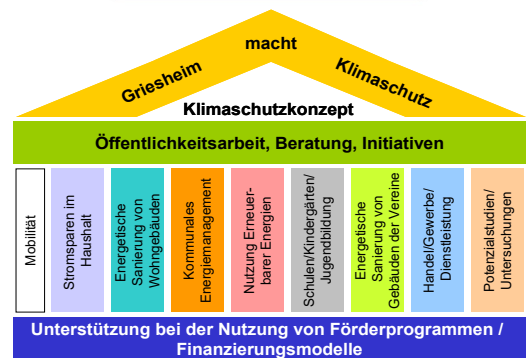 macht
Griesheim
Klimaschutz
Klimaschutzkonzept
Öffentlichkeitsarbeit, Beratung, Initiativen
Mobilität
Stromsparen im
Haushalt
Energetische
Sanierung von
Wohngebäuden
Kommunales
Energiemanagement
Nutzung Erneuer-
barer Energien
Schulen/Kindergärten/
Jugendbildung
Energetische
Sanierung von
Gebäuden der Vereine
Handel/Gewerbe/
Dienstleistung
Potenzialstudien/
Untersuchungen
Unterstützung bei der Nutzung von Förderprogrammen /
Finanzierungsmodelle